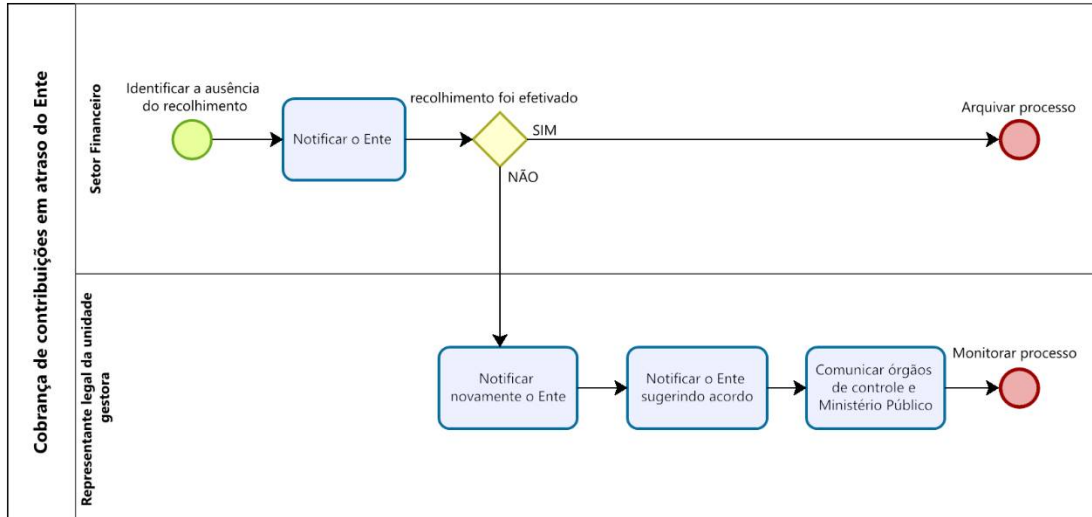 Cobrança de contribuições em atraso do Ente
Setor Financeiro
Identificar a ausência
do recolhimento
Notificar o Ente
recolhimento foi efetivado
SIM
NÃO
Arquivar processo
Representante legal da unidade
gestora
Notificar
novamente o Ente
Notificar o Ente
sugerindo acordo
Comunicar órgãos
de controle e
Ministério Público
Monitorar processo